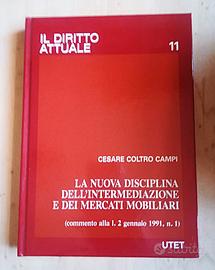 IL DIRITTO
ATTUALE
11
CESARE COLTRO CAMPI
LA NUOVA DISCIPLINA
DELL'INTERMEDIAZIONE
E DEI MERCATI MOBILIARI
(commento alla l. 2 gennaio 1991, n. 1)
UTET
subito